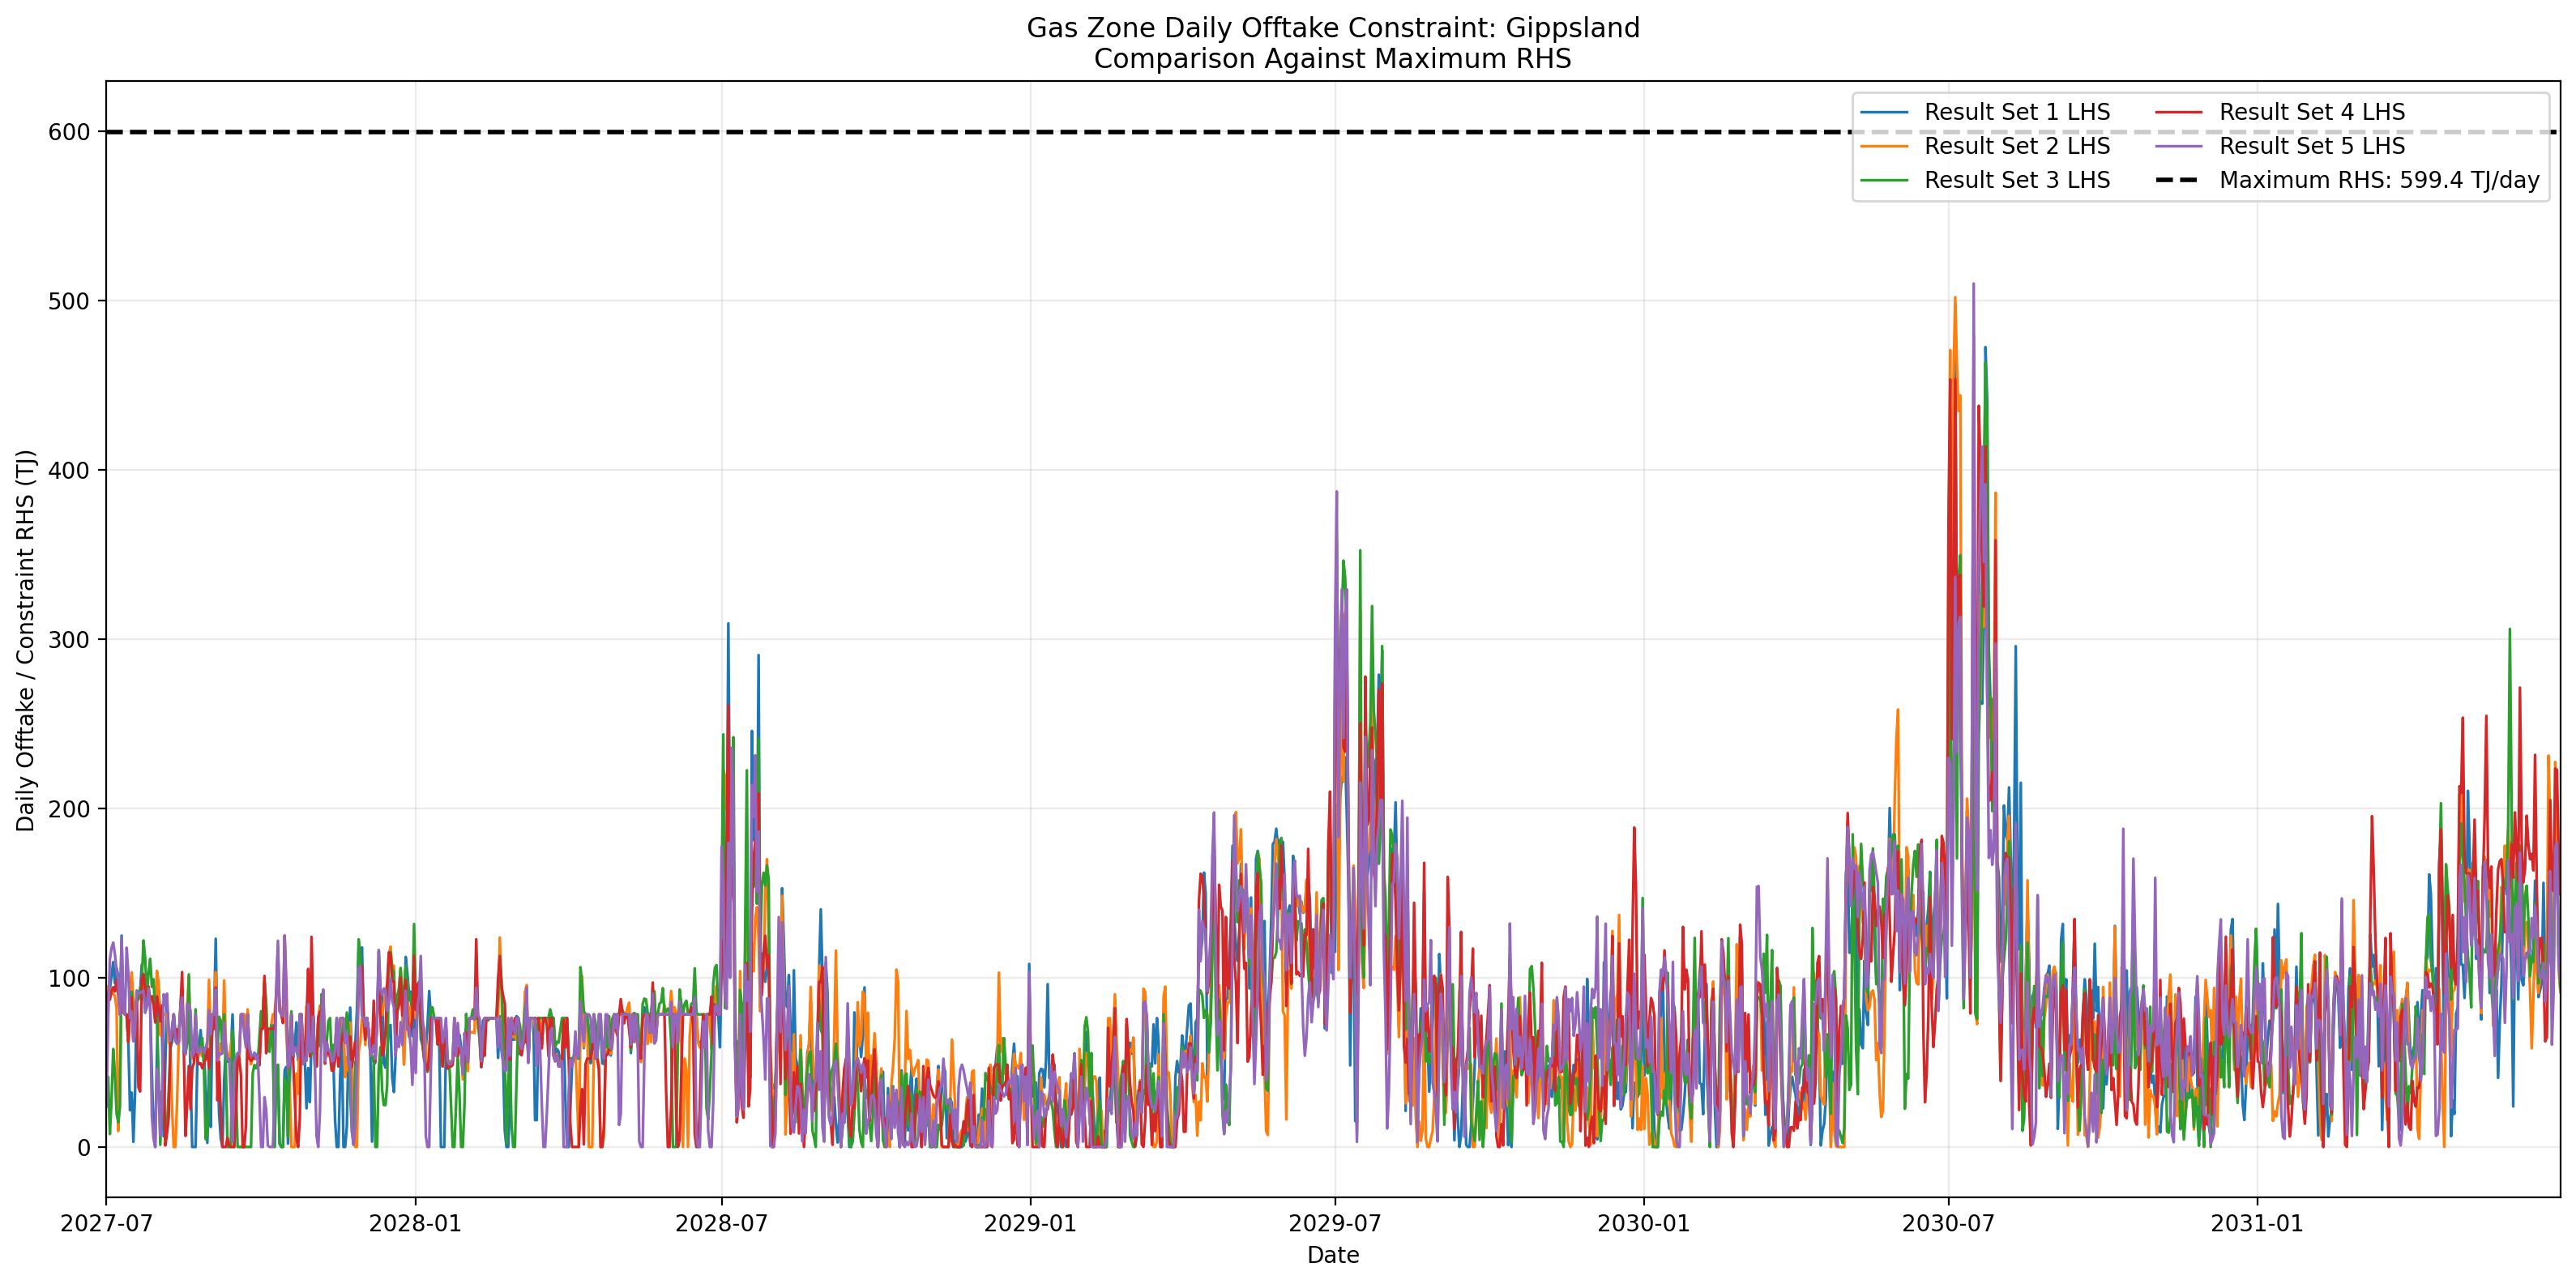 Gas Zone Daily Offtake Constraint: Gippsland
Comparison Against Maximum RHS
Result Set 1 LHS
Result Set 2 LHS
Result Set 3 LHS
Result Set 4 LHS
Result Set 5 LHS
Maximum RHS: 599.4 TJ/day
Daily Offtake / Constraint RHS (TJ)
600
500
400
300
200
100
0
2027-07
2028-01
2028-07
2029-01
2029-07
2030-01
2030-07
2031-01
Date